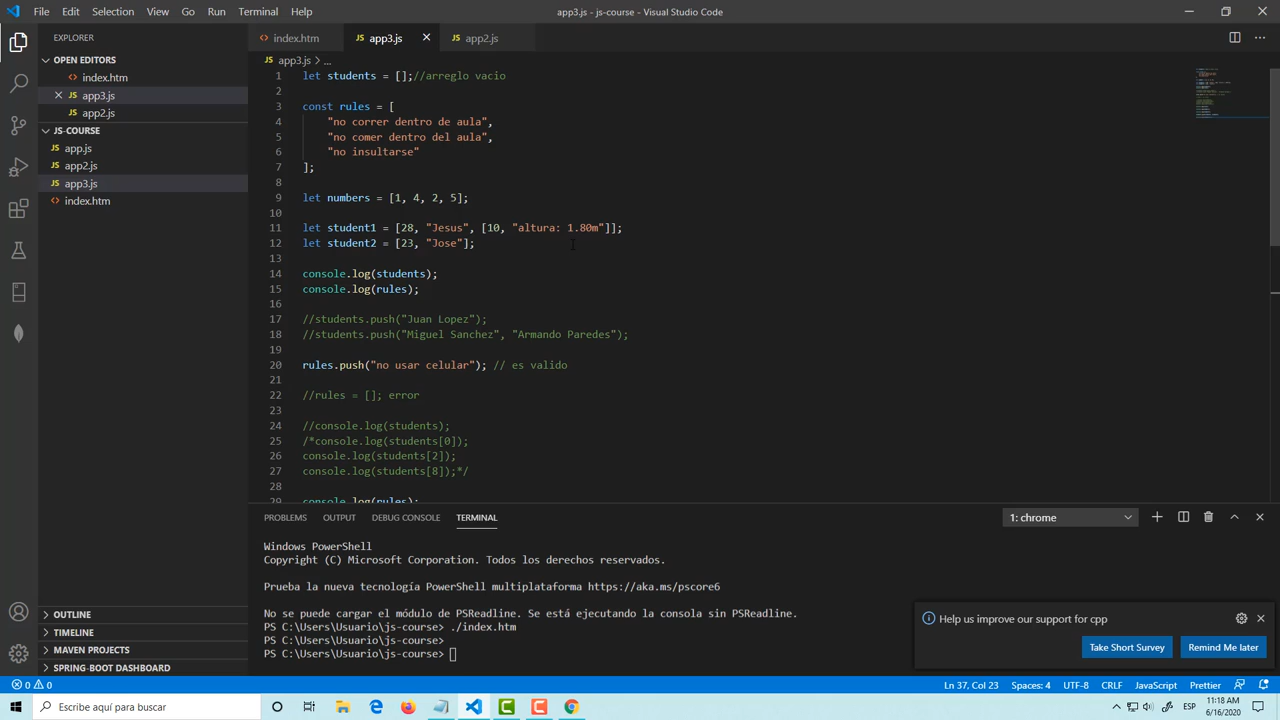 File Edit Selection View Go Run Terminal Help
app3.js - js-course - Visual Studio Code
EXPLORER
index.htm
app3.js
app2.js
OPEN EDITORS
index.htm
app3.js
app2.js
JS-COURSE
app.js
app2.js
app3.js
index.htm
OUTLINE
TIMELINE
MAVEN PROJECTS
SPRING-BOOT DASHBOARD
app3.js > ...
1 let students = [];//arreglo vacio
2
3 const rules = [
4 "no correr dentro de aula",
5 "no comer dentro del aula",
6 "no insultarse"
7 ];
8
9 let numbers = [1, 4, 2, 5];
10
11 let student1 = [28, "Jesus", [10, "altura: 1.80m"]];
12 let student2 = [23, "Jose"];
13
14 console.log(students);
15 console.log(rules);
16
17 //students.push("Juan Lopez");
18 //students.push("Miguel Sanchez", "Armando Paredes");
19
20 rules.push("no usar celular"); // es valido
21
22 //rules = []; error
23
24 //console.log(students);
25 /*console.log(students[0]);
26 console.log(students[2]);
27 console.log(students[8]);*/
28
29 console.log(rules);
PROBLEMS OUTPUT DEBUG CONSOLE TERMINAL
1: chrome
Windows PowerShell
Copyright (C) Microsoft Corporation. Todos los derechos reservados.
Prueba la nueva tecnología PowerShell multiplataforma https://aka.ms/pscore6
No se puede cargar el módulo de PSReadline. Se está ejecutando la consola sin PSReadline.
PS C:\Users\Usuario\js-course> ./index.htm
PS C:\Users\Usuario\js-course>
PS C:\Users\Usuario\js-course>
Help us improve our support for cpp
Take Short Survey
Remind Me later
0 0
Ln 37, Col 23 Spaces: 4 UTF-8 CRLF JavaScript Prettier
Escribe aquí para buscar
ESP
11:18 AM
6/16/2020